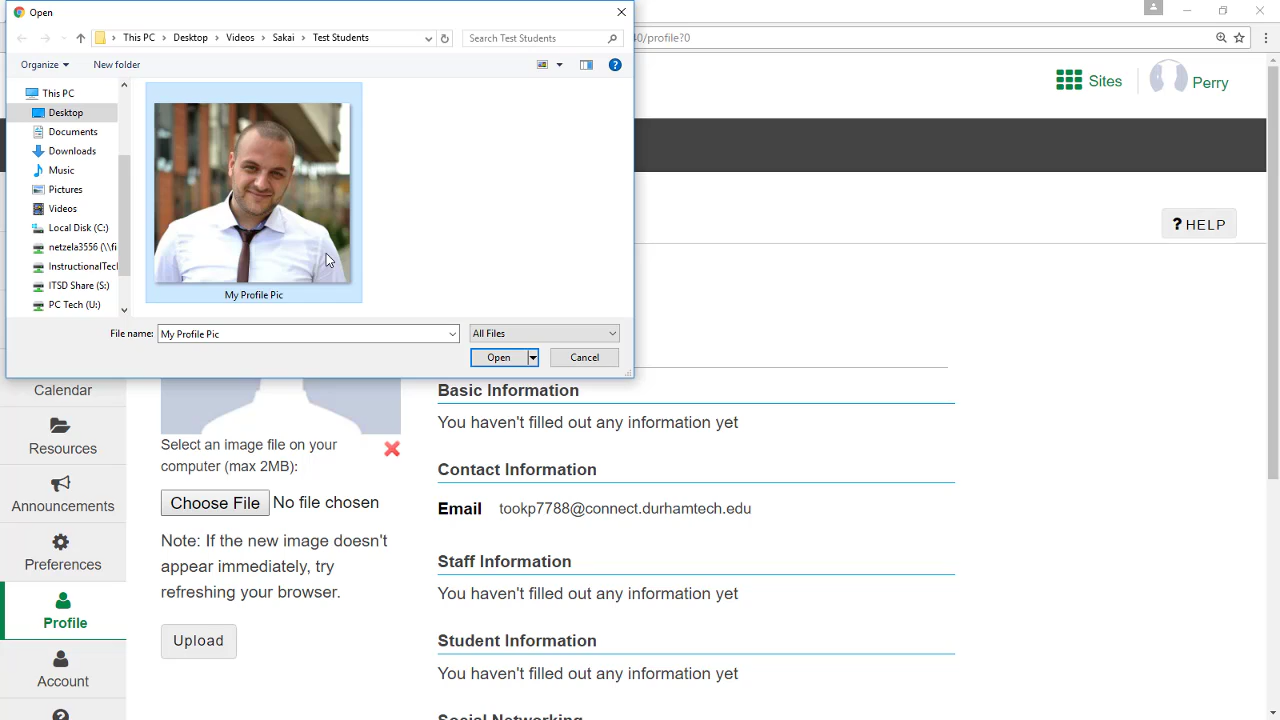 Open
This PC Desktop Videos Sakai Test Students
Search Test Students
0/profile?0
Organize New folder
This PC
Desktop
Documents
Downloads
Music
Pictures
Videos
Local Disk (C:)
netzela3556 (\\fi
InstructionalTecl
ITSD Share (S:)
PC Tech (U:)
My Profile Pic
File name: My Profile Pic
All Files
Open Cancel
Sites Perry
? HELP
Calendar
Resources
Announcements
Preferences
Profile
Account
Select an image file on your
computer (max 2MB):
Choose File No file chosen
Note: If the new image doesn't
appear immediately, try
refreshing your browser.
Upload
Basic Information
You haven't filled out any information yet
Contact Information
Email tookp7788@connect.durhamtech.edu
Staff Information
You haven't filled out any information yet
Student Information
You haven't filled out any information yet
Social Networking